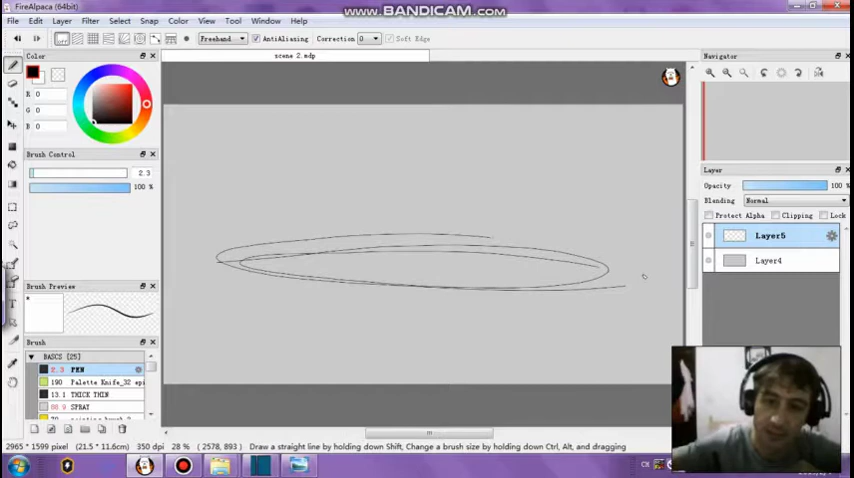 FireAlpaca (64bit)
www.BANDICAM.com
File Edit Layer Filter Select Snap Color View Tool Window Help
Freehand AntiAliasing Correction 0 Soft Edge
Color
scene 2.mdp
Navigator
R 0
G 0
B 0
Brush Control
2.3
100 %
Layer
Opacity 100 %
Blending Normal
Protect Alpha Clipping Lock
Layer5
Layer4
Brush Preview
Brush
BASCS [25]
2.3 PEN
190 Palette Knife_32 epi
13.1 THICK THIN
SPRAY
2965 * 1599 pixel (21.5 * 11.6cm) 350 dpi 28 % (2578, 893) Draw a straight line by holding down Shift, Change a brush size by holding down Ctrl, Alt, and dragging